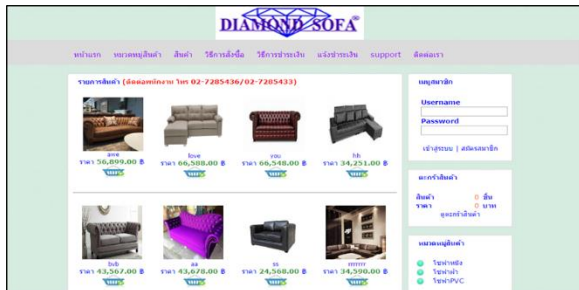 DIAMOND SOFA®
หน้าแรก หมวดหมู่สินค้า สินค้า วิธีการสั่งซื้อ วิธีการชำระเงิน แจ้งชำระเงิน support ติดต่อเรา
รายการสินค้า (ติดต่อพนักงาน โทร 02-7285436/02-7285433)
awe love you hh
ราคา 56,899.00 ฿ ราคา 66,588.00 ฿ ราคา 66,548.00 ฿ ราคา 34,251.00 ฿
bsb aa ss rrrrrr
ราคา 43,567.00 ฿ ราคา 43,678.00 ฿ ราคา 24,568.00 ฿ ราคา 34,590.00 ฿
เมนูสมาชิก
Username
Password
เข้าสู่ระบบ | สมัครสมาชิก
ตะกร้าสินค้า
สินค้า 0 ชิ้น
ราคา 0 บาท
ดูตะกร้าสินค้า
หมวดหมู่สินค้า
โซฟาหนัง
โซฟาผ้า
โซฟาPVC